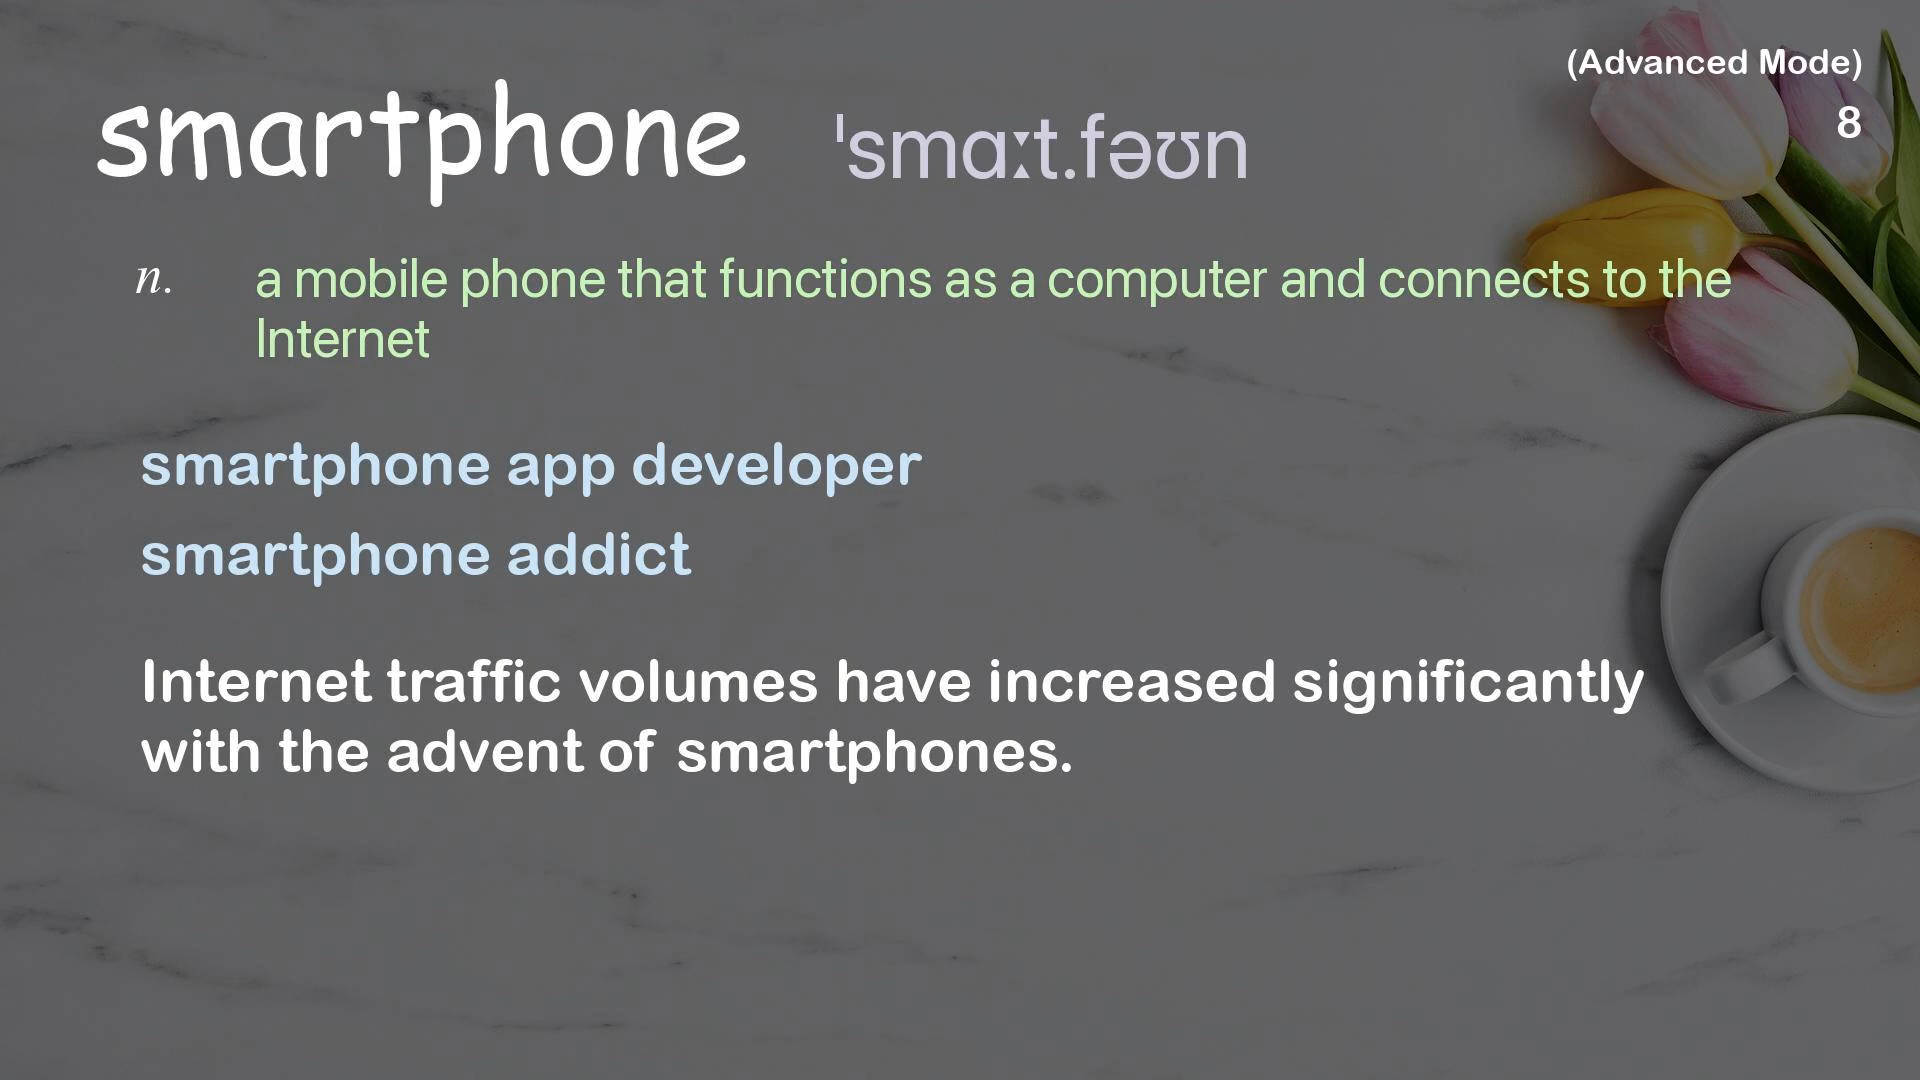 (Advanced Mode)
smartphone ˈsmɑːt.fəʊn
8
n. a mobile phone that functions as a computer and connects to the
Internet
smartphone app developer
smartphone addict
Internet traffic volumes have increased significantly
with the advent of smartphones.